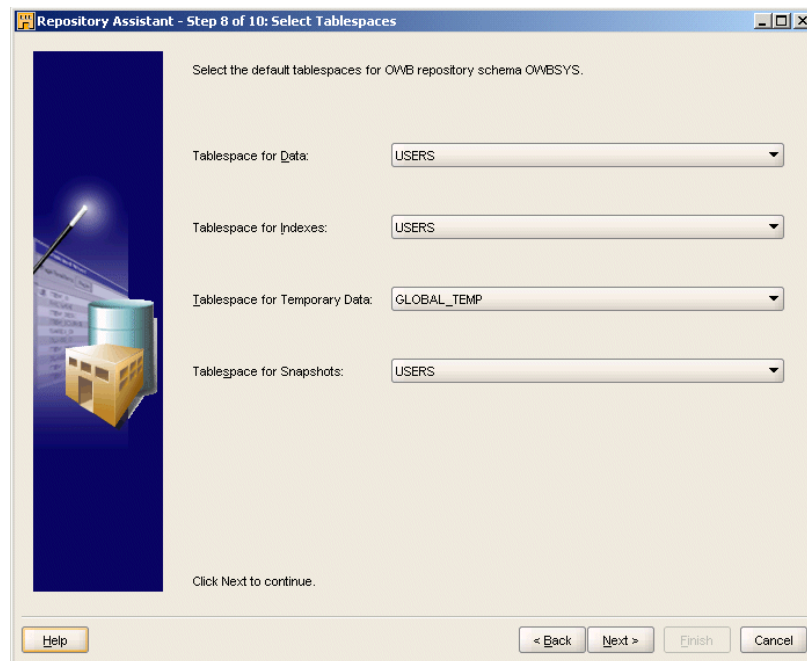 Repository Assistant - Step 8 of 10: Select Tablespaces
Select the default tablespaces for OWB repository schema OWBSYS.
Tablespace for Data: USERS
Tablespace for Indexes: USERS
Tablespace for Temporary Data: GLOBAL_TEMP
Tablespace for Snapshots: USERS
Click Next to continue.
Help < Back Next > Finish Cancel